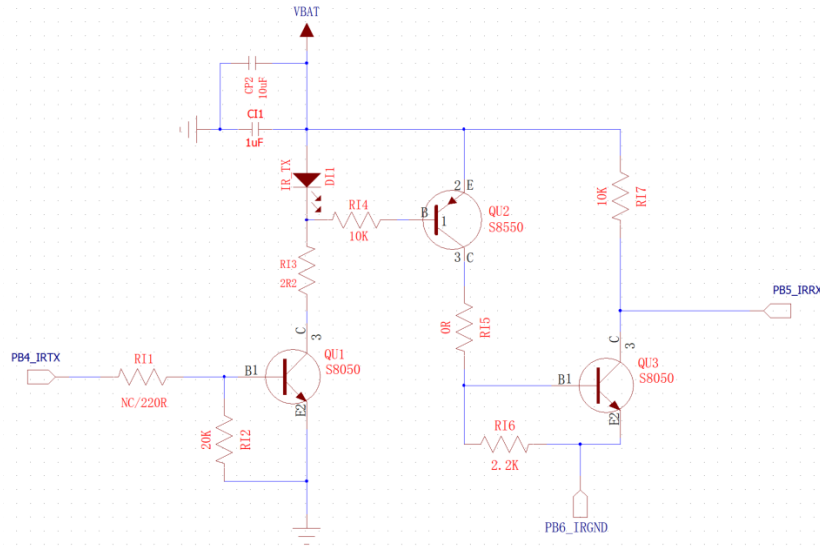 VBAT
CP2
10uF
CI1
1uF
IR_TX
DI1
RI4
10K
B
1
2
E
QU2
S8550
3
C
10K
RI7
RI3
2R2
0R
RI5
PB5_IRRX
PB4_IRTX
RI1
NC/220R
B1
C
3
QU1
S8050
E2
20K
RI2
B1
C
3
QU3
S8050
E2
RI6
2.2K
PB6_IRGND